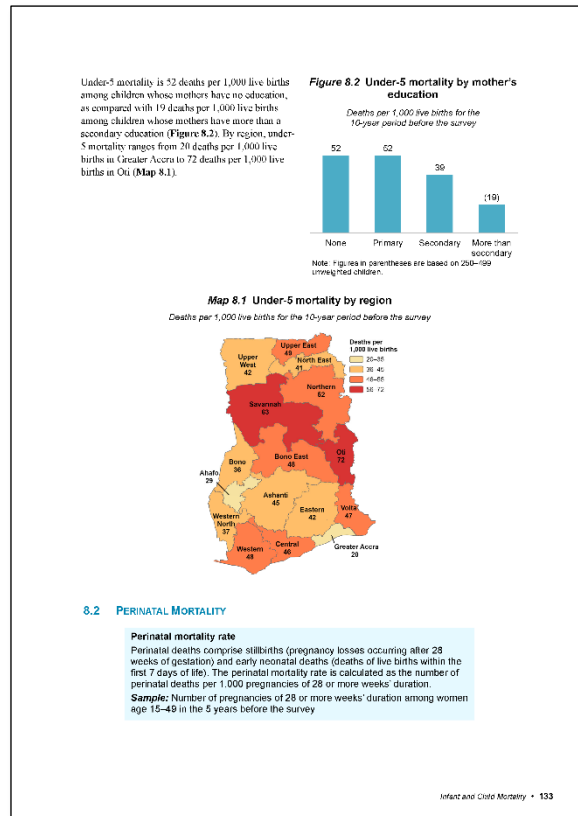 Under-5 mortality is 52 deaths per 1,000 live births
among children whose mothers have no education,
as compared with 19 deaths per 1,000 live births
among children whose mothers have more than a
secondary education (Figure 8.2). By region, under-
5 mortality ranges from 20 deaths per 1,000 live
births in Greater Accra to 72 deaths per 1,000 live
births in Oti (Map 8.1).
Figure 8.2 Under-5 mortality by mother's
education
Deaths per 1,000 live births for the
10-year period before the survey
52 62 39 (19)
None Primary Secondary More than
secondary
Note: Figures in parentheses are based on 250–499
unweighted children.
Map 8.1 Under-5 mortality by region
Deaths per 1,000 live births for the 10-year period before the survey
Deaths per
1,000 live births
20–35
36–45
46–55
56–72
Upper East
49
Upper
West
42
North East
41
Northern
52
Savannah
63
Oti
72
Bono
36
Bono East
48
Ahafo
29
Ashanti
45
Eastern
42
Volta
47
Western
North
37
Western
48
Central
46
Greater Accra
20
8.2 PERINATAL MORTALITY
Perinatal mortality rate
Perinatal deaths comprise stillbirths (pregnancy losses occurring after 28
weeks of gestation) and early neonatal deaths (deaths of live births within the
first 7 days of life). The perinatal mortality rate is calculated as the number of
perinatal deaths per 1,000 pregnancies of 28 or more weeks' duration.
Sample: Number of pregnancies of 28 or more weeks' duration among women
age 15–49 in the 5 years before the survey
Infant and Child Mortality • 133